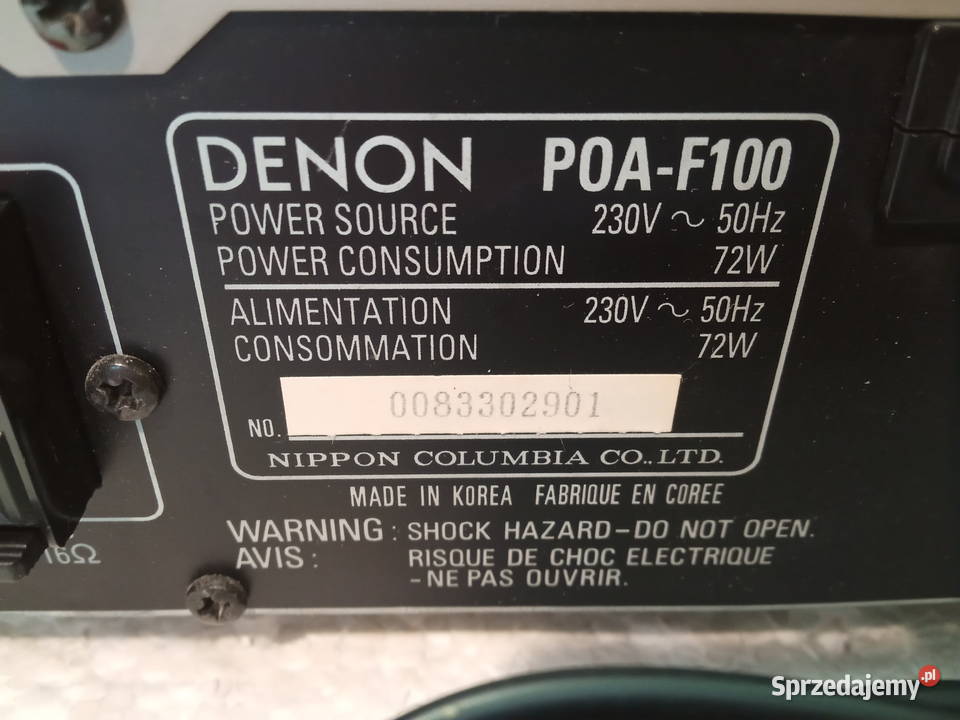 DENON POA-F100
POWER SOURCE 230V ~ 50Hz
POWER CONSUMPTION 72W
ALIMENTATION 230V ~ 50Hz
CONSOMMATION 72W
NO. 0083302901
NIPPON COLUMBIA CO.,LTD.
MADE IN KOREA FABRIQUE EN COREE
WARNING : SHOCK HAZARD–DO NOT OPEN.
AVIS : RISQUE DE CHOC ELECTRIQUE
–NE PAS OUVRIR.
16Ω
Sprzedajemy.pl